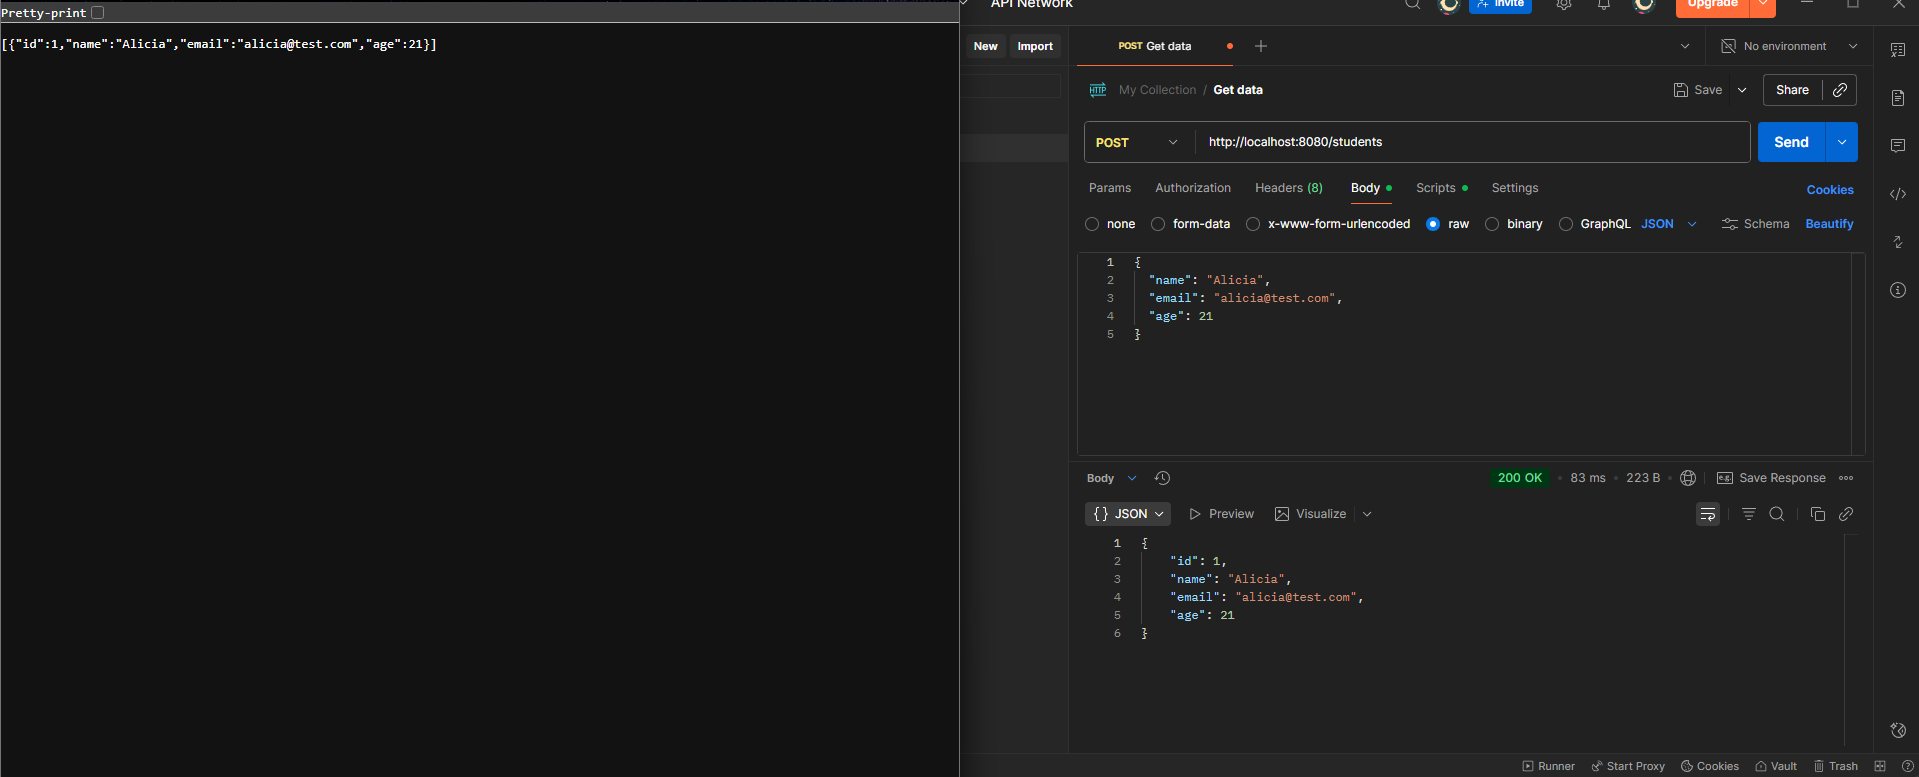 Pretty-print
[{"id":1,"name":"Alicia","email":"alicia@test.com","age":21}]
API Network
Invite
Upgrade
New Import
POST Get data
No environment
My Collection / Get data
Save
Share
POST
http://localhost:8080/students
Send
Params Authorization Headers (8) Body Scripts Settings
Cookies
none form-data x-www-form-urlencoded raw binary GraphQL JSON
Schema Beautify
1 {
2 "name": "Alicia",
3 "email": "alicia@test.com",
4 "age": 21
5 }
Body
200 OK • 83 ms • 223 B
e.g. Save Response
{} JSON Preview Visualize
1 {
2 "id": 1,
3 "name": "Alicia",
4 "email": "alicia@test.com",
5 "age": 21
6 }
Runner Start Proxy Cookies Vault Trash